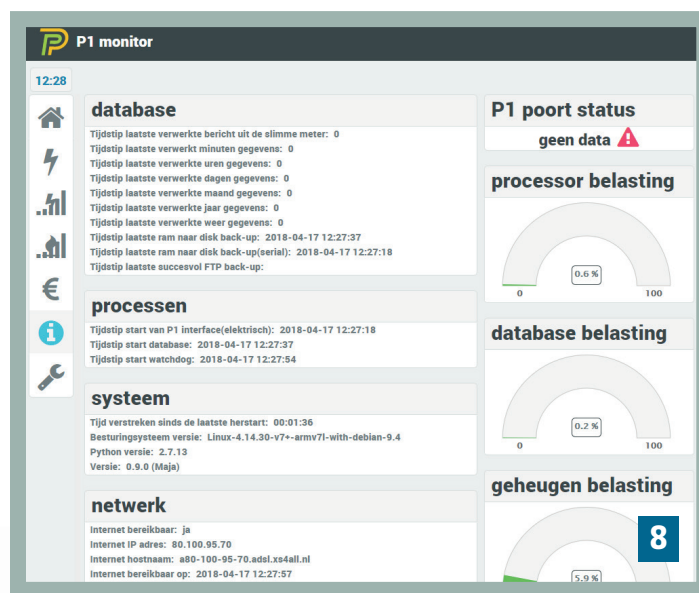 P1 monitor
12:28
database
Tijdstip laatste verwerkte bericht uit de slimme meter: 0
Tijdstip laatste verwerkt minuten gegevens: 0
Tijdstip laatste verwerkte uren gegevens: 0
Tijdstip laatste verwerkte dagen gegevens: 0
Tijdstip laatste verwerkte maand gegevens: 0
Tijdstip laatste verwerkte jaar gegevens: 0
Tijdstip laatste verwerkte weer gegevens: 0
Tijdstip laatste ram naar disk back-up: 2018-04-17 12:27:37
Tijdstip laatste ram naar disk back-up(serial): 2018-04-17 12:27:18
Tijdstip laatste succesvol FTP back-up:
processen
Tijdstip start van P1 interface(elektrisch): 2018-04-17 12:27:18
Tijdstip start database: 2018-04-17 12:27:37
Tijdstip start watchdog: 2018-04-17 12:27:54
systeem
Tijd verstreken sinds de laatste herstart: 00:01:36
Besturingsysteem versie: Linux-4.14.30-v7+-armv7l-with-debian-9.4
Python versie: 2.7.13
Versie: 0.9.0 (Maja)
netwerk
Internet bereikbaar: ja
Internet IP adres: 80.100.95.70
Internet hostnaam: a80-100-95-70.adsl.xs4all.nl
Internet bereikbaar op: 2018-04-17 12:27:57
P1 poort status
geen data
processor belasting
0.6 %
0 100
database belasting
0.2 %
0 100
geheugen belasting
5.9 %
8